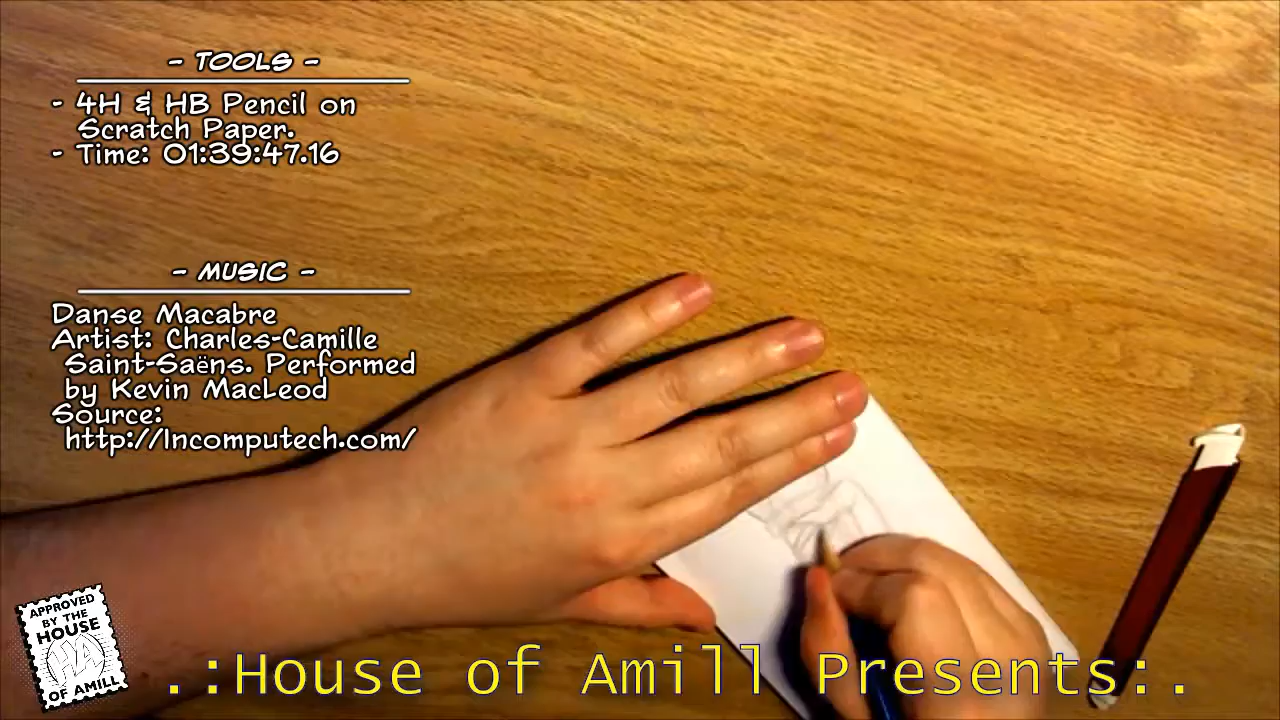 - TOOLS -
- 4H & HB Pencil on
Scratch Paper.
- Time: 01:39:47.16
- MUSIC -
Danse Macabre
Artist: Charles-Camille
Saint-Saëns. Performed
by Kevin MacLeod
Source:
http://Incomputech.com/
APPROVED
BY THE
HOUSE
HA
OF AMILL
.:House of Amill Presents:.